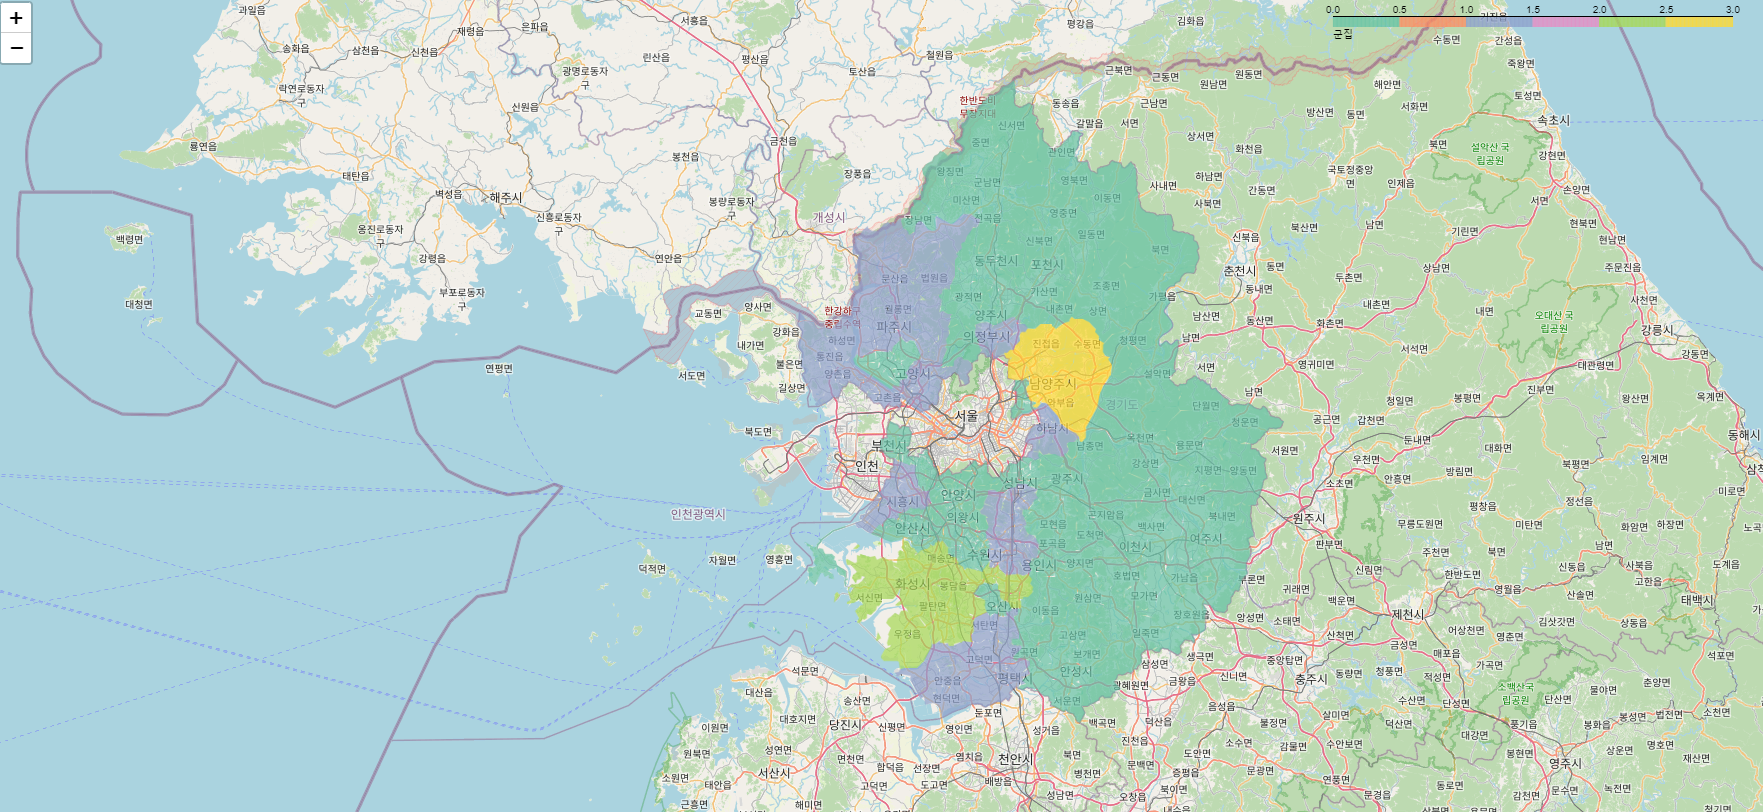 +
−
0.0 0.5 1.0 1.5 2.0 2.5 3.0
군집
과일읍
은파읍
서흥읍
평강읍
김화읍
수동면
간성읍
송화읍
삼천읍
신천읍
재령읍
린산읍
평산읍
철원읍
죽왕면
락연로동자
구
광명로동자
구
토산읍
근북면
근동면
원동면
원남면
해안면
토성면
신원읍
한반도비
동송읍
근남면
갈말읍
서면
방산면
동면
서화면
속초시
룡연읍
금천읍
신서면
중면
관인면
상서면
화천읍
북면
설악산 국
립공원
강현면
봉천읍
태탄읍
장풍읍
왕징면
군남면
영북면
사내면
하남면
간동면
국토정중앙
면
인제읍
손양면
벽성읍
해주시
봉랑로동자
구
미산면
이동면
사북면
서면
신흥로동자
구
개성시
장남면
전곡읍
영중면
북산면
남면
현북면
옹진로동자
구
백령면
신북면
일동면
북면
신북읍
기린면
현남면
강령읍
연안읍
동두천시
포천시
춘천시
동면
상남면
주문진읍
문산읍
법원읍
두촌면
대청면
부포로동자
구
교동면
양사면
광적면
가산면
조종면
가평읍
동내면
사천면
한강하구
월롱면
양주시
내촌면
상면
남산면
동산면
화촌면
내촌면
내면
오대산 국
립공원
강릉시
강화읍
파주시
하성면
의정부시
내가면
진접읍
수동면
청평면
남면
서석면
강동면
불은면
통진읍
양촌읍
고양시
연평면
서도면
길상면
남양주시
설악면
서면
영귀미면
대관령면
고촌읍
와부읍
경기도
단월면
남면
청일면
봉평면
진부면
왕산면
옥계면
북도면
서울
하남시
청운면
횡성읍
갑천면
둔내면
동해시
부천시
남종면
옥천면
용문면
서원면
우천면
대화면
인천
강상면
지평면
양동면
안흥면
방림면
북평면
임계면
시흥시
안양시
성남시
광주시
금사면
대신면
소초면
평창읍
정선읍
미로면
인천광역시
안산시
의왕시
모현읍
곤지암읍
북내면
원주시
무릉도원면
미탄면
화암면
하장면
백사면
도척면
이천시
여주시
판부면
주천면
북면
남면
덕적면
자월면
영흥면
매송면
수원시
용인시
양지면
호법면
가남읍
부론면
신림면
한반도면
신동읍
사북읍
고한읍
도계읍
화성시
봉담읍
서신면
원삼면
모가면
귀래면
백운면
영월읍
산솔면
태백시
팔탄면
오산시
이동읍
장호원읍
앙성면
소태면
제천시
김삿갓면
상동읍
우정읍
서탄면
고삼면
일죽면
엄정면
금성면
어상천면
영춘면
석포면
고덕면
원곡면
보개면
안성시
삼성면
생극면
중앙탑면
매포읍
가곡면
석문면
안중읍
평택시
금왕읍
신니면
충주시
동량면
청풍면
적성면
소백산국
립공원
춘양면
대산읍
송산면
현덕면
서운면
광혜원면
음성읍
살미면
수산면
단성면
단산면
물야면
이원면
대호지면
당진시
신평면
둔포면
백곡면
덕산읍
불정면
덕산면
풍기읍
봉화읍
봉성면
법전면
소천면
영인면
성거읍
진천읍
원북면
성연면
면천면
염치읍
북면
도안면
소수면
감물면
수안보면
대강면
봉현면
상운면
명호면
재산면
소원면
태안읍
서산시
합덕읍
선장면
천안시
병천면
문백면
증평읍
문광면
연풍면
동로면
영주시
근흥면
고덕면
도고면
배방읍
성남면
오창읍
북이면
문경읍
감천면
예천읍
녹전면
해미면